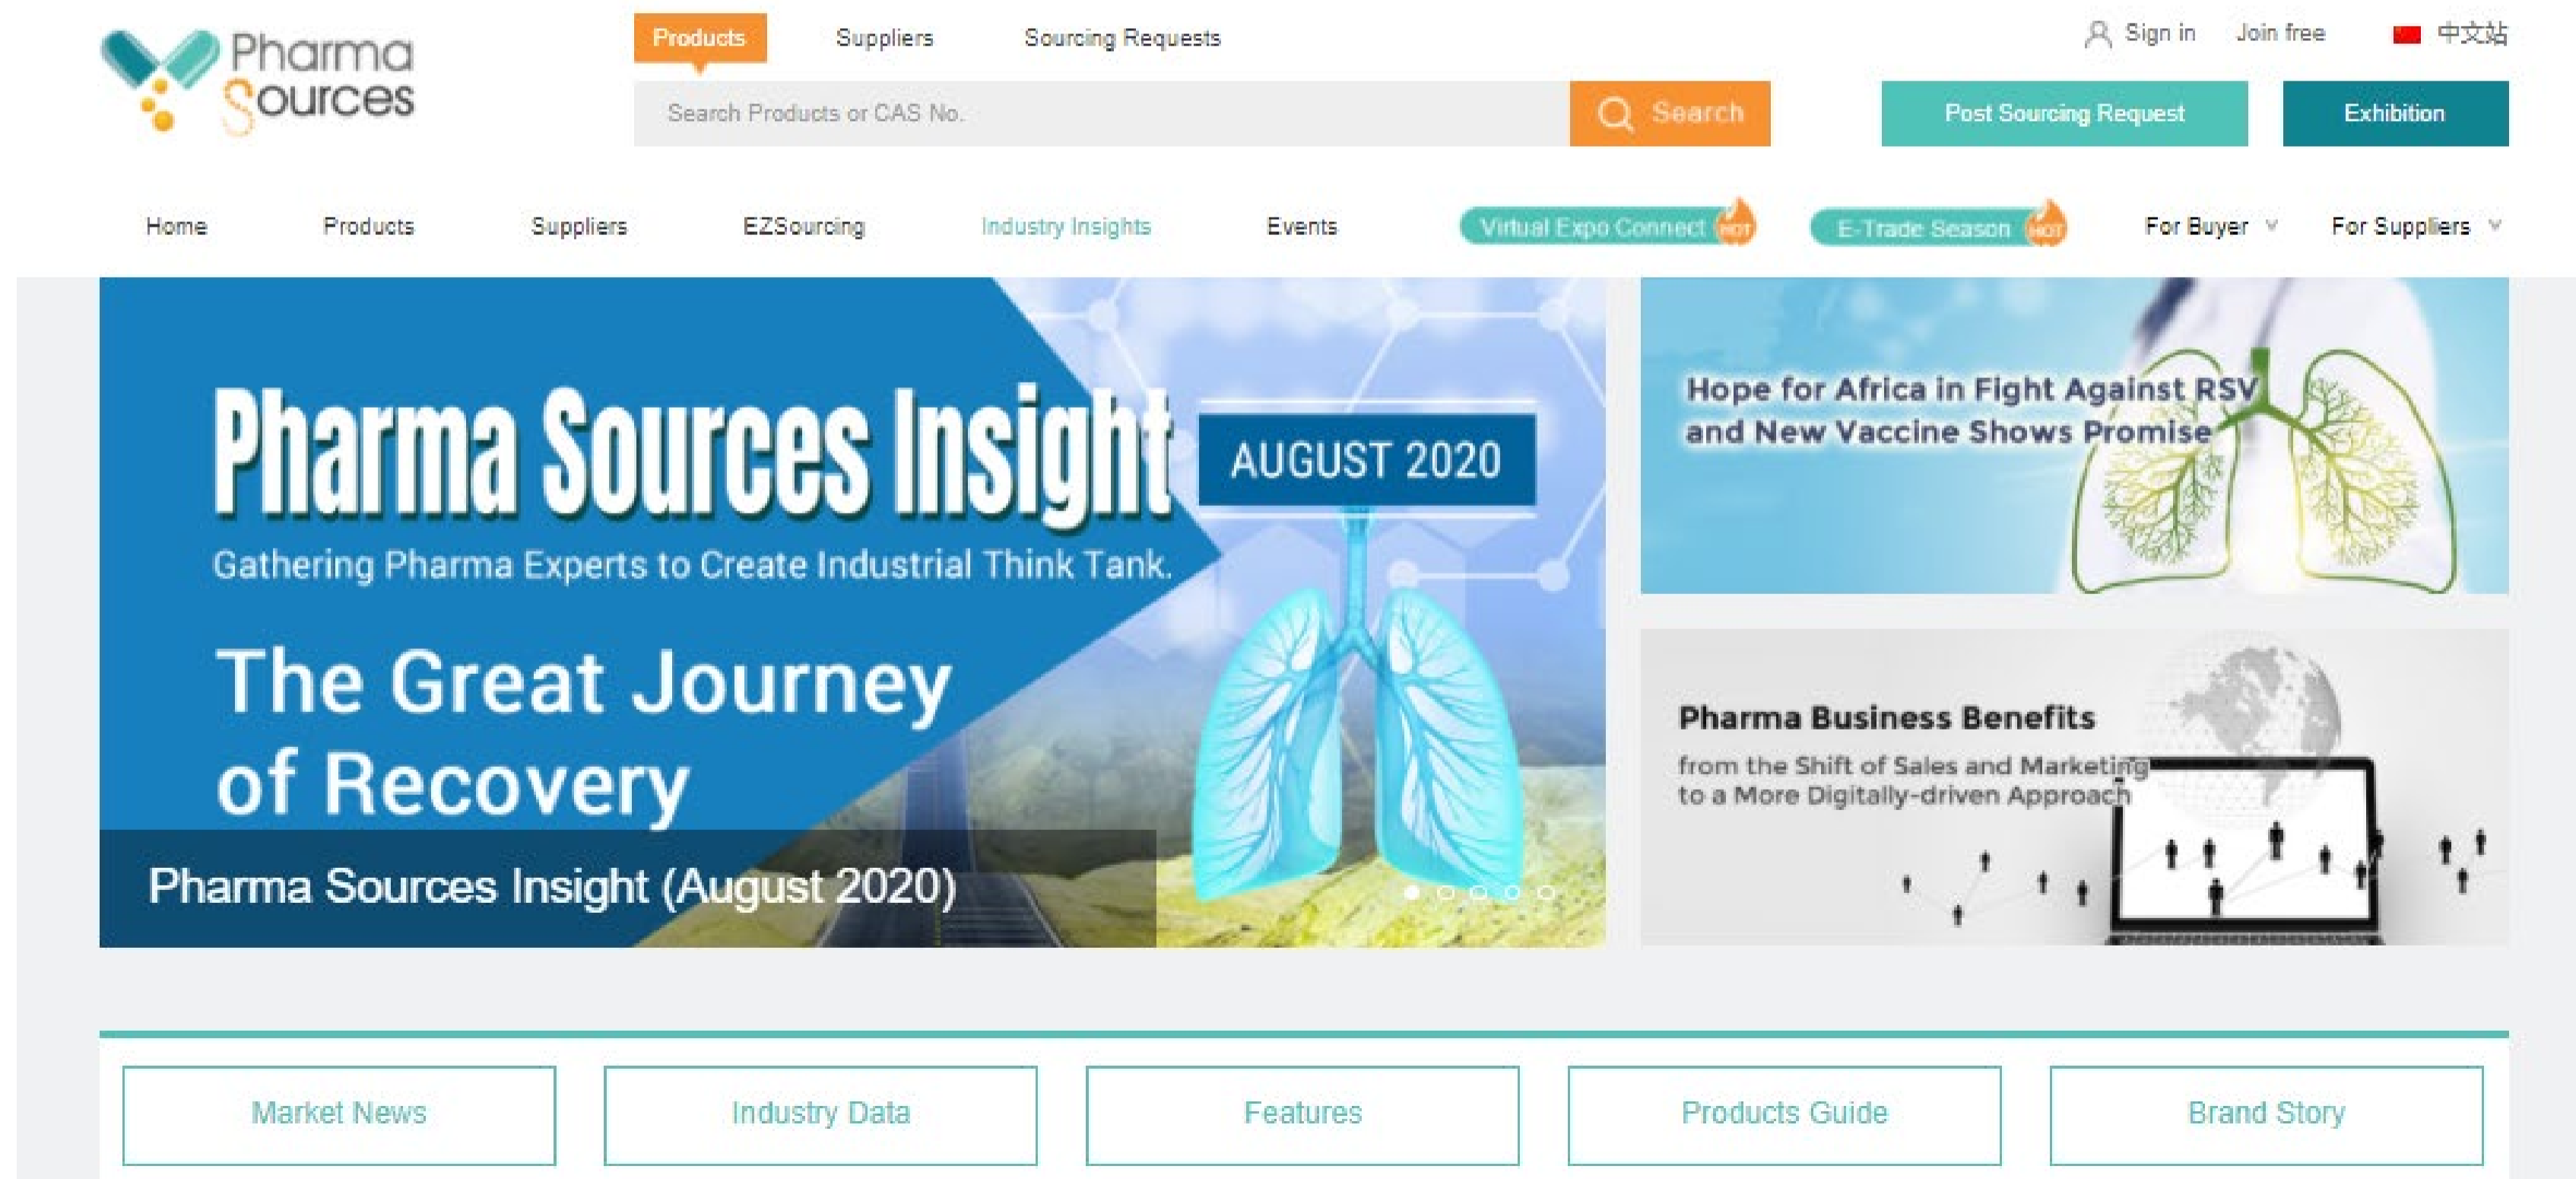 Pharma
Sources
Products
Suppliers
Sourcing Requests
Sign in
Join free
中文站
Search Products or CAS No.
Search
Post Sourcing Request
Exhibition
Home
Products
Suppliers
EZSourcing
Industry Insights
Events
Virtual Expo Connect
HOT
E-Trade Season
HOT
For Buyer
For Suppliers
Pharma Sources Insight
AUGUST 2020
Gathering Pharma Experts to Create Industrial Think Tank.
The Great Journey
of Recovery
Pharma Sources Insight (August 2020)
Hope for Africa in Fight Against RSV
and New Vaccine Shows Promise
Pharma Business Benefits
from the Shift of Sales and Marketing
to a More Digitally-driven Approach
Market News
Industry Data
Features
Products Guide
Brand Story